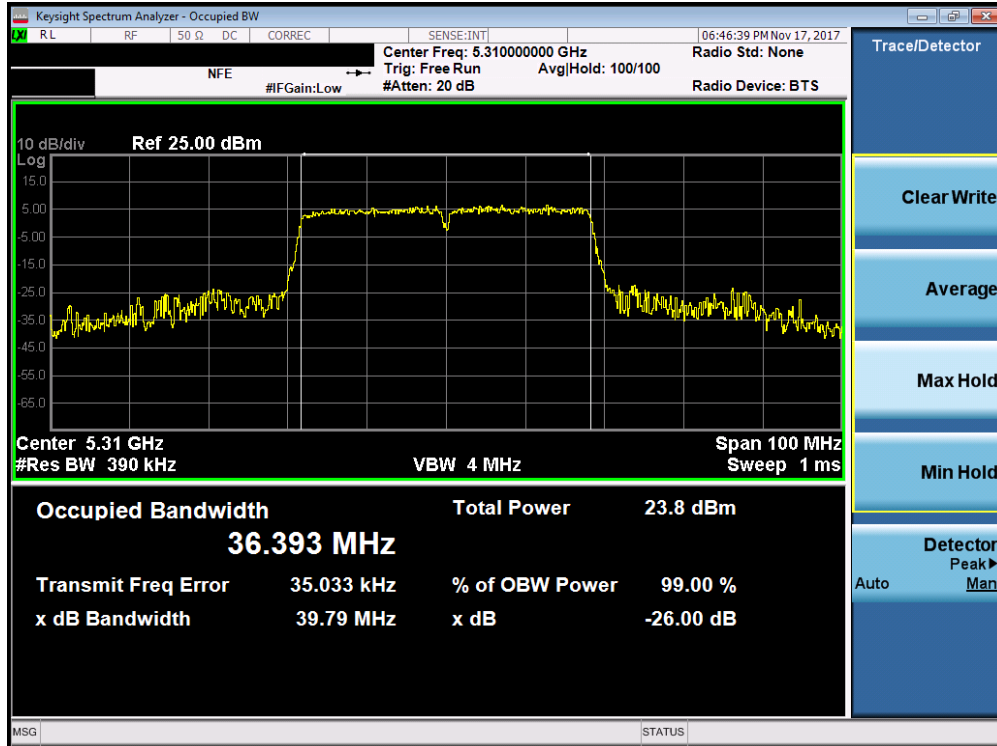 Keysight Spectrum Analyzer - Occupied BW
LXI RL RF 50 Ω DC CORREC SENSE:INT 06:46:39 PM Nov 17, 2017
Center Freq: 5.310000000 GHz Radio Std: None
NFE Trig: Free Run Avg|Hold: 100/100
#IFGain:Low #Atten: 20 dB Radio Device: BTS
10 dB/div Ref 25.00 dBm
Log
15.0
5.00
-5.00
-15.0
-25.0
-35.0
-45.0
-55.0
-65.0
Center 5.31 GHz Span 100 MHz
#Res BW 390 kHz VBW 4 MHz Sweep 1 ms
Occupied Bandwidth Total Power 23.8 dBm
36.393 MHz
Transmit Freq Error 35.033 kHz % of OBW Power 99.00 %
x dB Bandwidth 39.79 MHz x dB -26.00 dB
MSG STATUS
Trace/Detector
Clear Write
Average
Max Hold
Min Hold
Detector
Peak▶
Auto Man